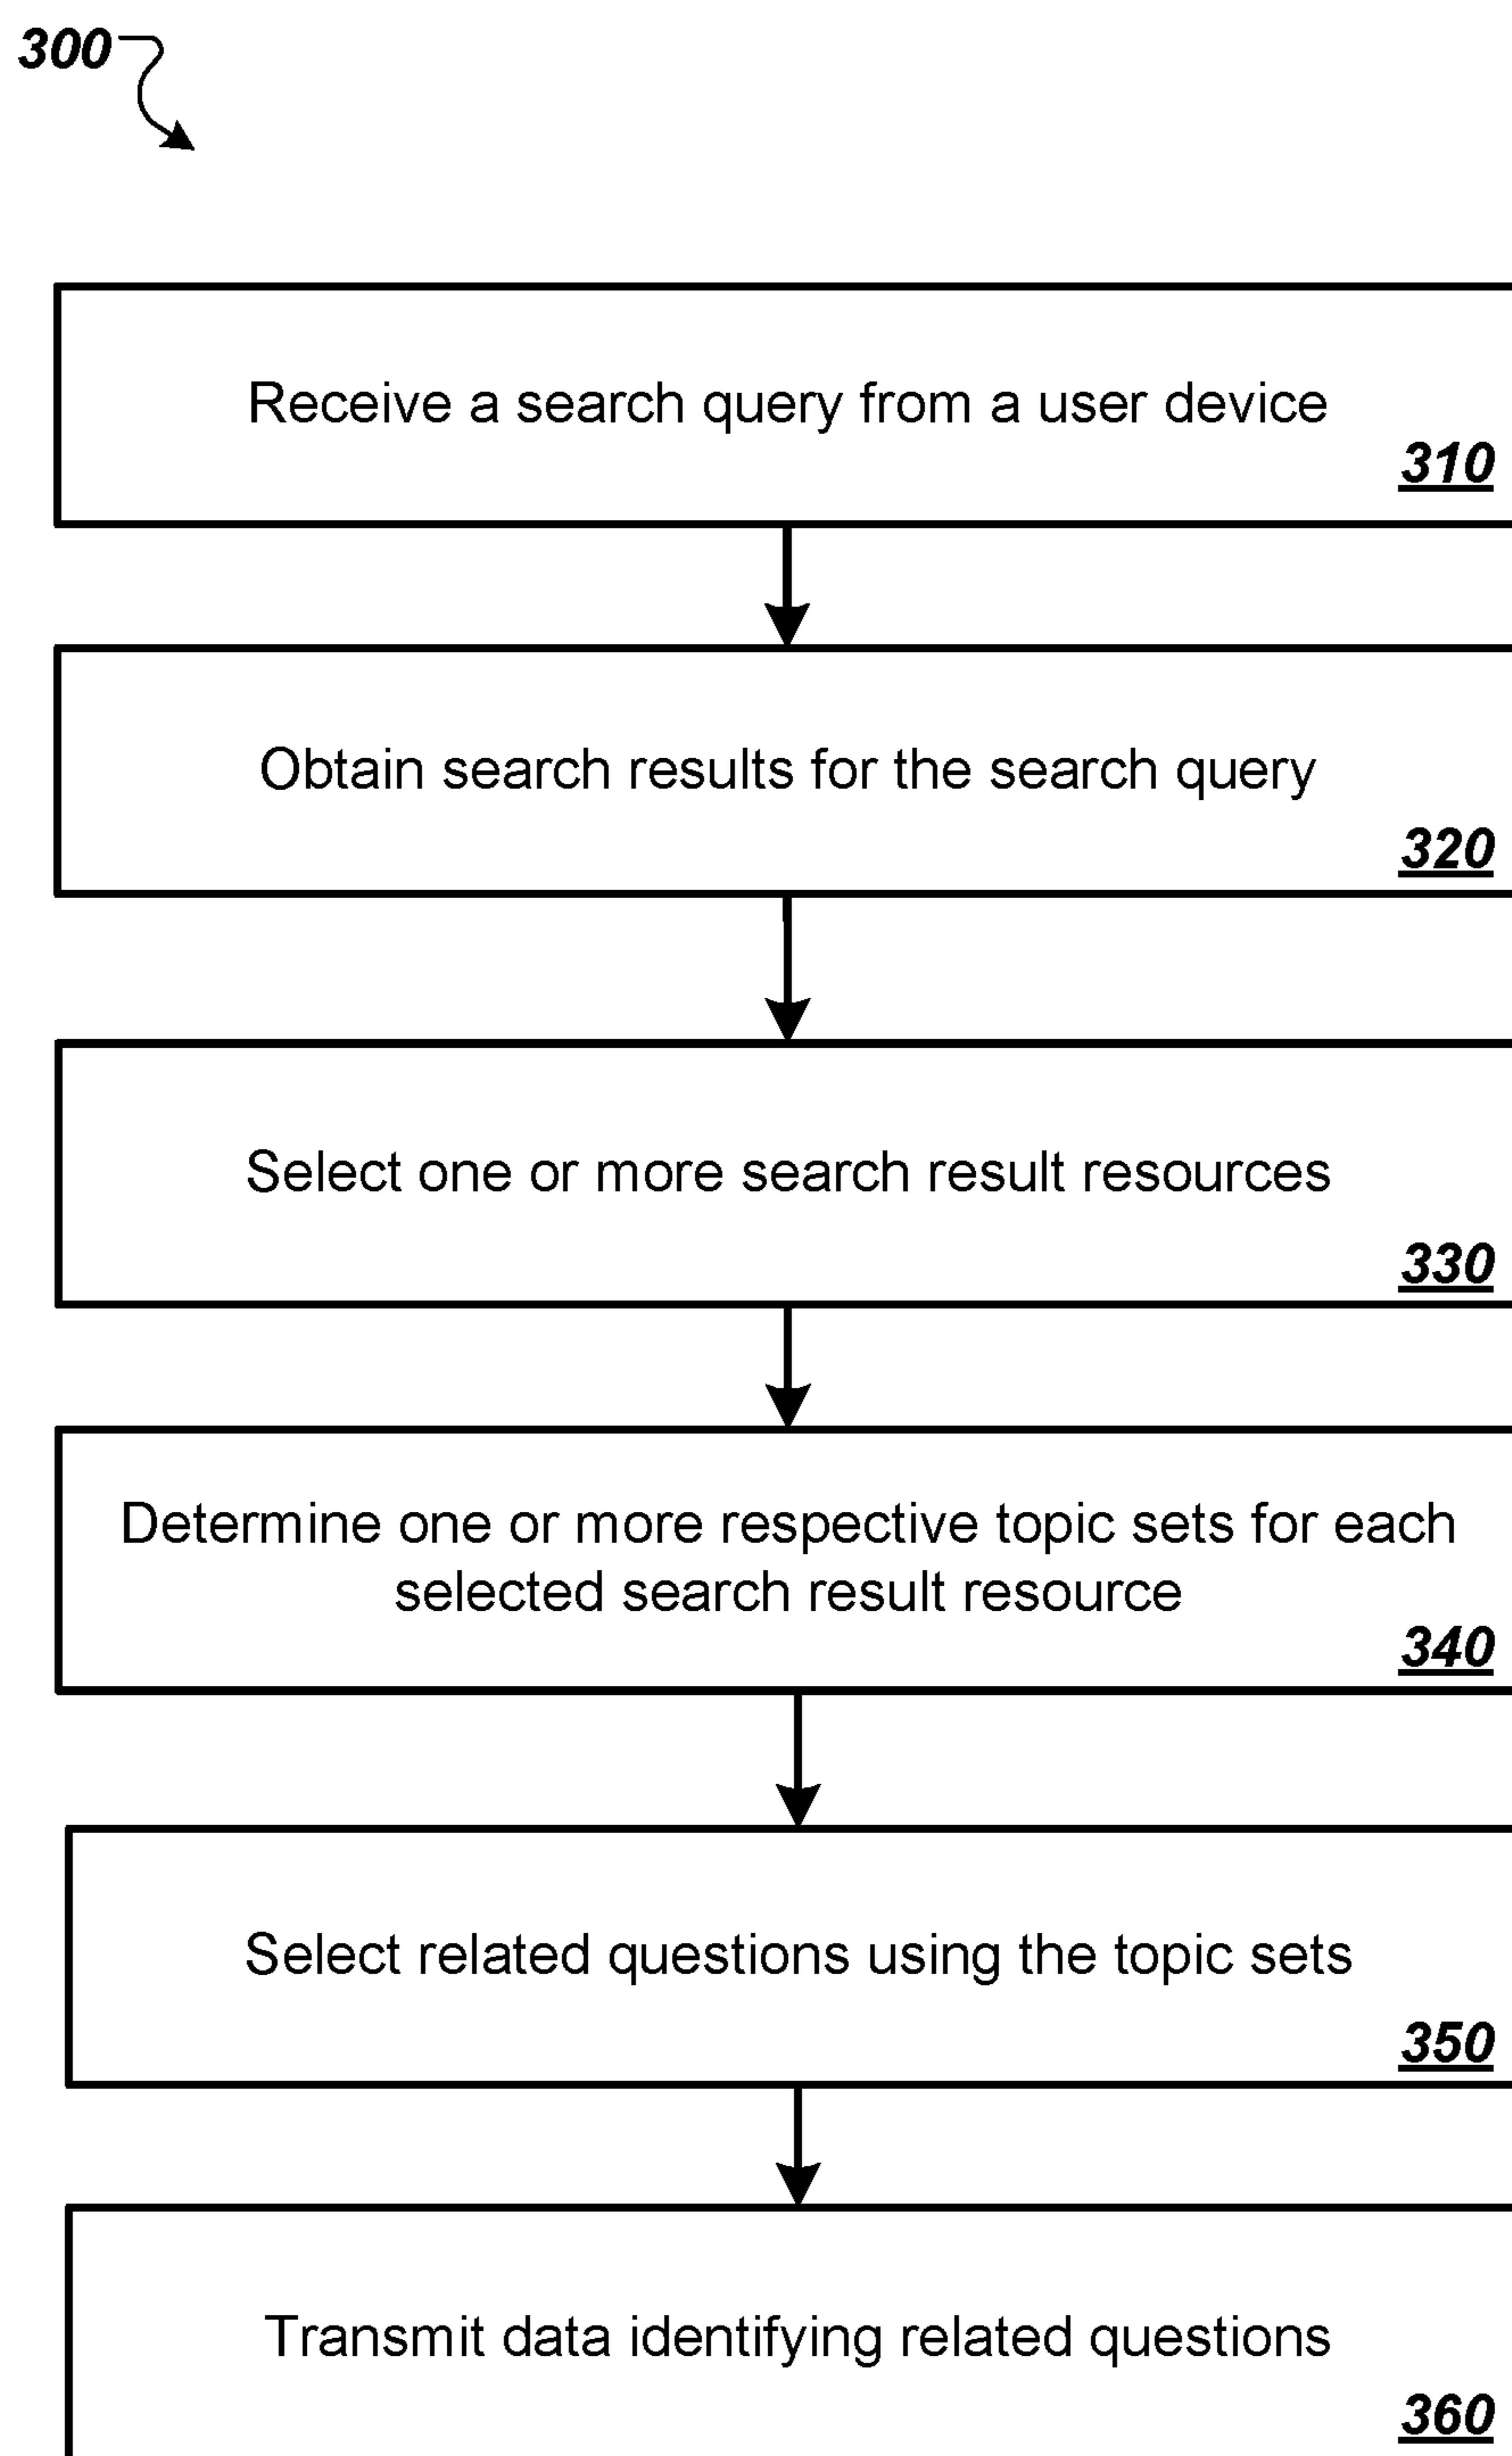 300
Receive a search query from a user device
310
Obtain search results for the search query
320
Select one or more search result resources
330
Determine one or more respective topic sets for each
selected search result resource
340
Select related questions using the topic sets
350
Transmit data identifying related questions
360